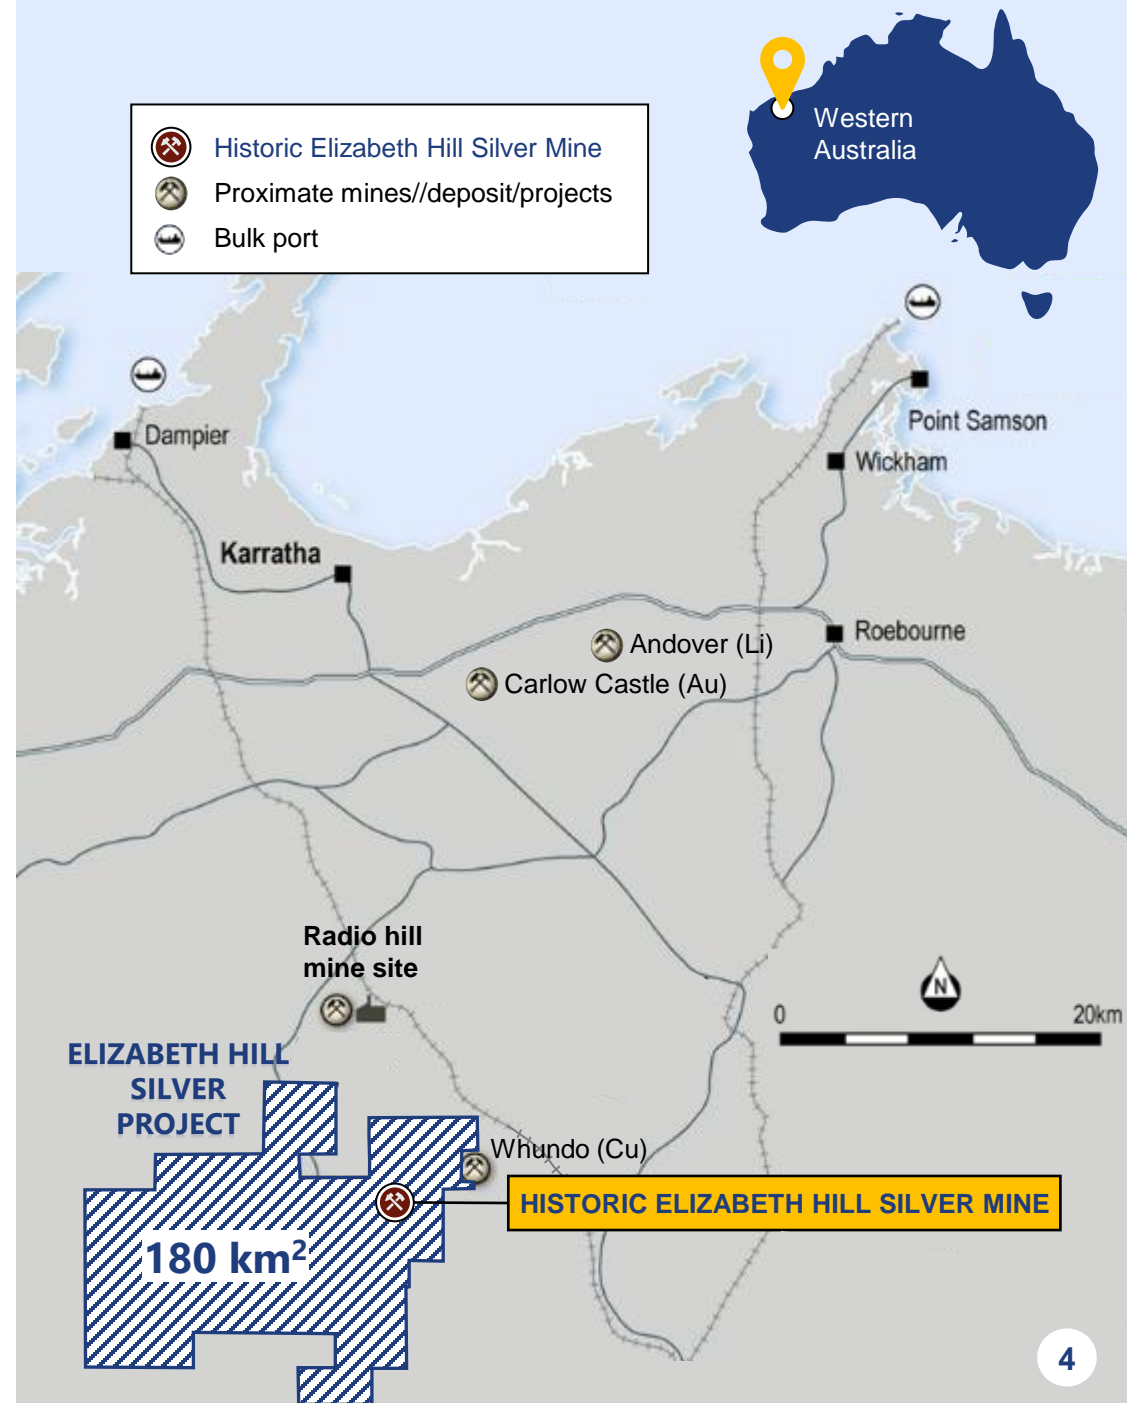 Western
Australia
Historic Elizabeth Hill Silver Mine
Proximate mines//deposit/projects
Bulk port
Point Samson
Dampier
Wickham
Karratha
Roebourne
Andover (Li)
Carlow Castle (Au)
Radio hill
mine site
N
0
20km
ELIZABETH HILL
SILVER
PROJECT
Whundo (Cu)
HISTORIC ELIZABETH HILL SILVER MINE
180 km²
4